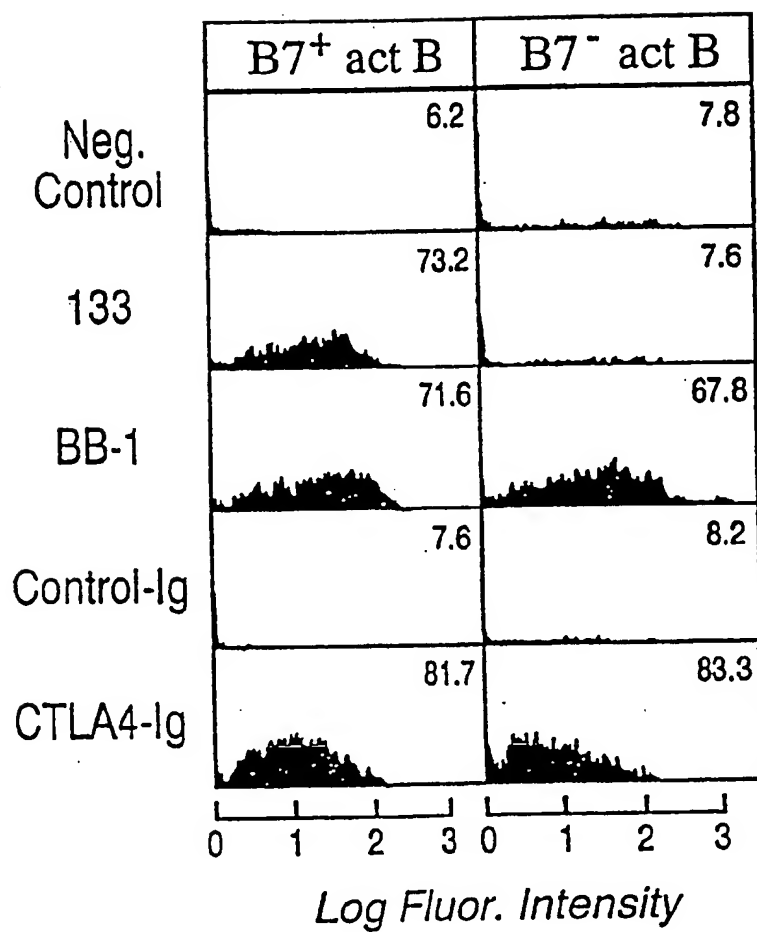 B7⁺ act B B7⁻ act B
Neg. Control 6.2 7.8
133 73.2 7.6
BB-1 71.6 67.8
Control-Ig 7.6 8.2
CTLA4-Ig 81.7 83.3
0 1 2 3 0 1 2 3
Log Fluor. Intensity